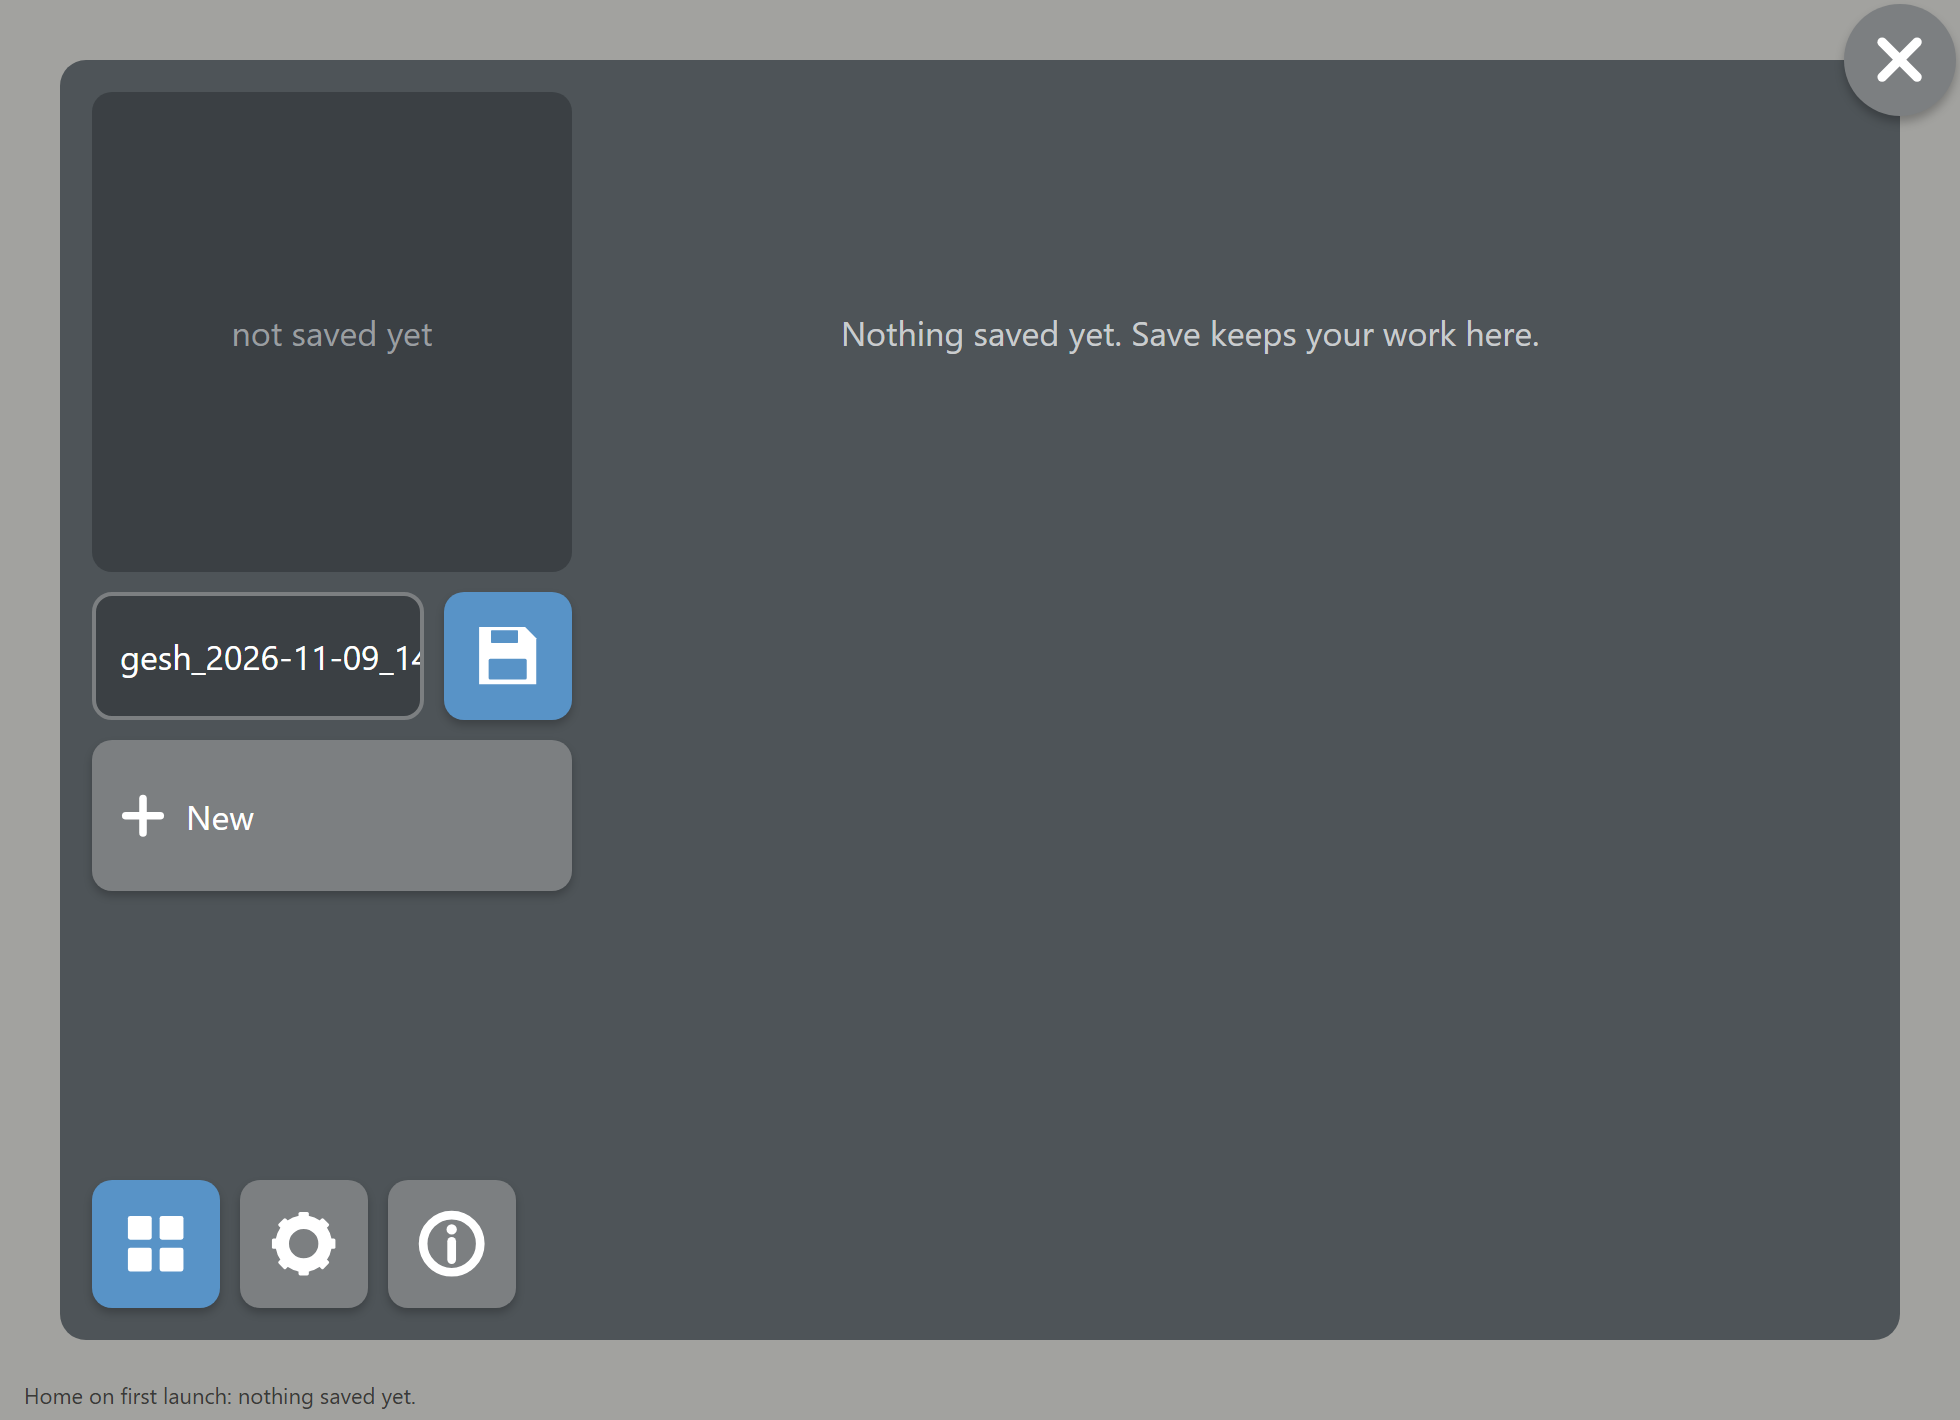 not saved yet
Nothing saved yet. Save keeps your work here.
gesh_2026-11-09_14
New
Home on first launch: nothing saved yet.